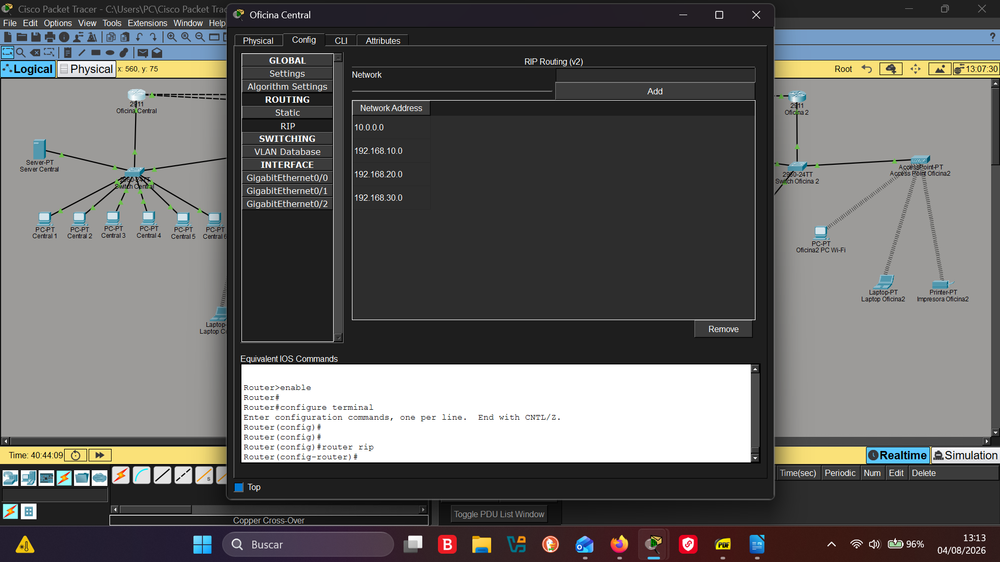 Cisco Packet Tracer - C:\Users\PC\Cisco Packet Trac
File Edit Options View Tools Extensions Window Help
Logical
Physical
x: 560, y: 75
Root
13:07:30
2911
Oficina Central
Server-PT
Server Central
2960-24TT
Switch Central
PC-PT
Central 1
PC-PT
Central 2
PC-PT
Central 3
PC-PT
Central 4
PC-PT
Central 5
PC-PT
Central 6
Laptop-
Laptop Ce
2911
Oficina 2
2960-24TT
Switch Oficina 2
AccessPoint-PT
Access Point Oficina2
PC-PT
Oficina2 PC Wi-Fi
Laptop-PT
Laptop Oficina2
Printer-PT
Impresora Oficina2
Oficina Central
Physical
Config
CLI
Attributes
GLOBAL
Settings
Algorithm Settings
ROUTING
Static
RIP
SWITCHING
VLAN Database
INTERFACE
GigabitEthernet0/0
GigabitEthernet0/1
GigabitEthernet0/2
RIP Routing (v2)
Network
Add
Network Address
10.0.0.0
192.168.10.0
192.168.20.0
192.168.30.0
Remove
Equivalent IOS Commands
Router>enable
Router#
Router#configure terminal
Enter configuration commands, one per line.  End with CNTL/Z.
Router(config)#
Router(config)#
Router(config)#router rip
Router(config-router)#
Top
Time: 40:44:09
Realtime
Simulation
Time(sec) Periodic Num Edit Delete
s
Copper Cross-Over
Toggle PDU List Window
Buscar
B
PDF
96%
13:13
04/08/2026